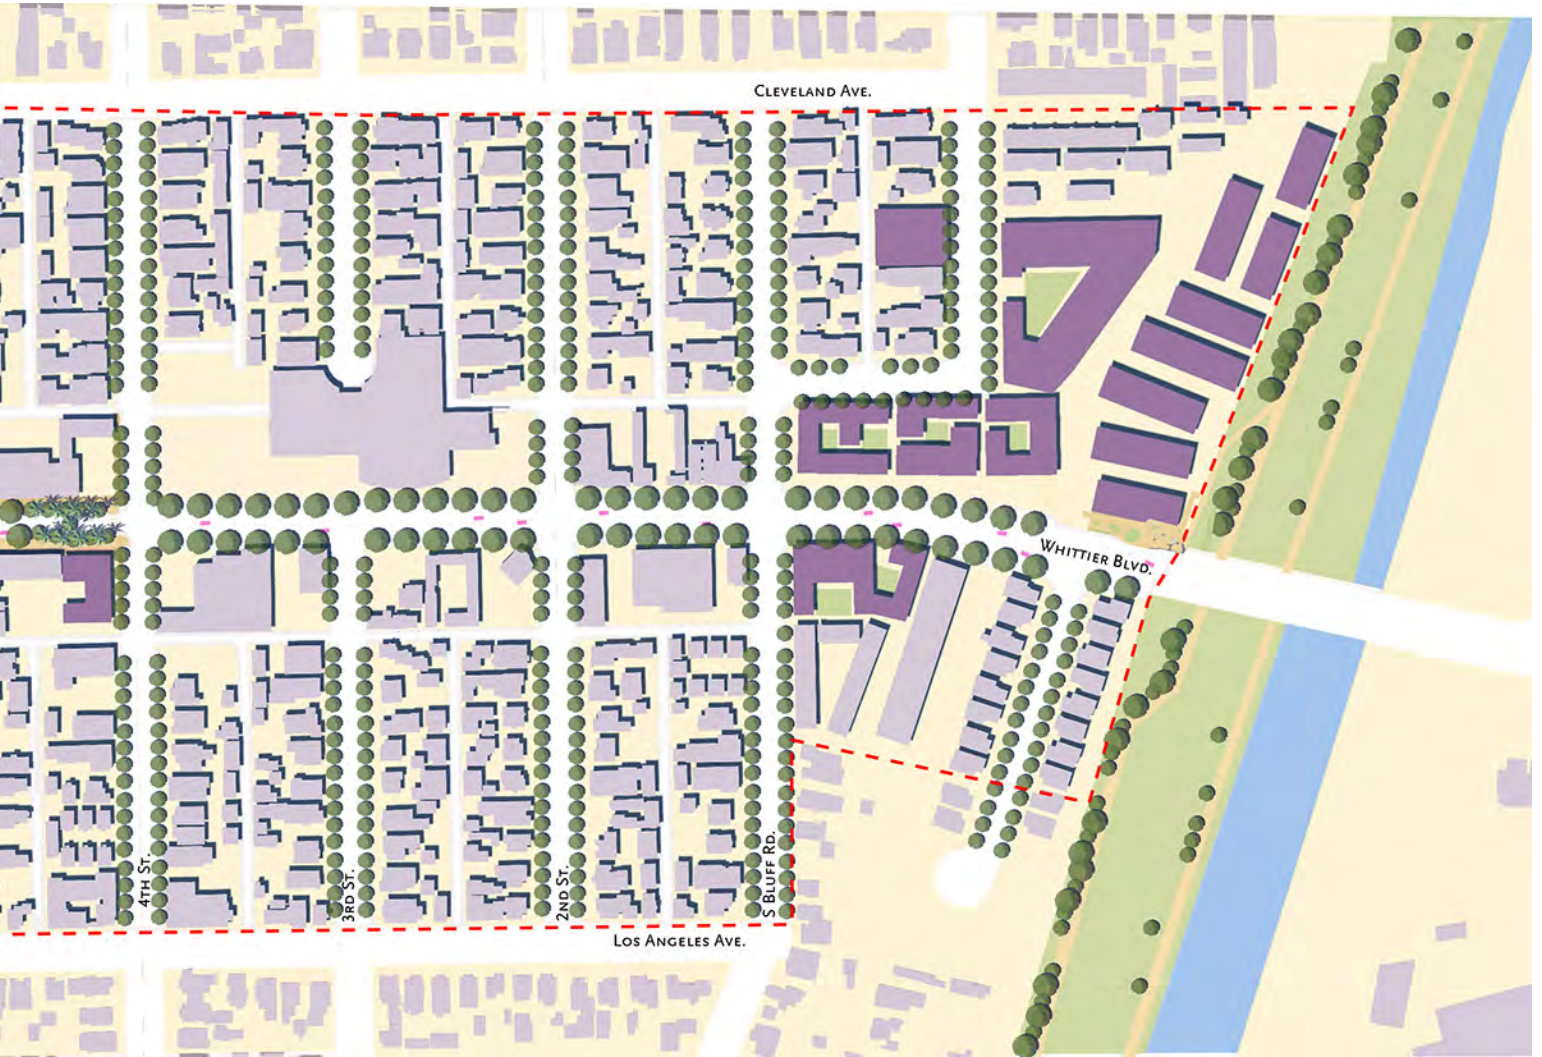 Cleveland Ave.
Whittier Blvd.
4th St.
3rd St.
2nd St.
S Bluff Rd.
Los Angeles Ave.